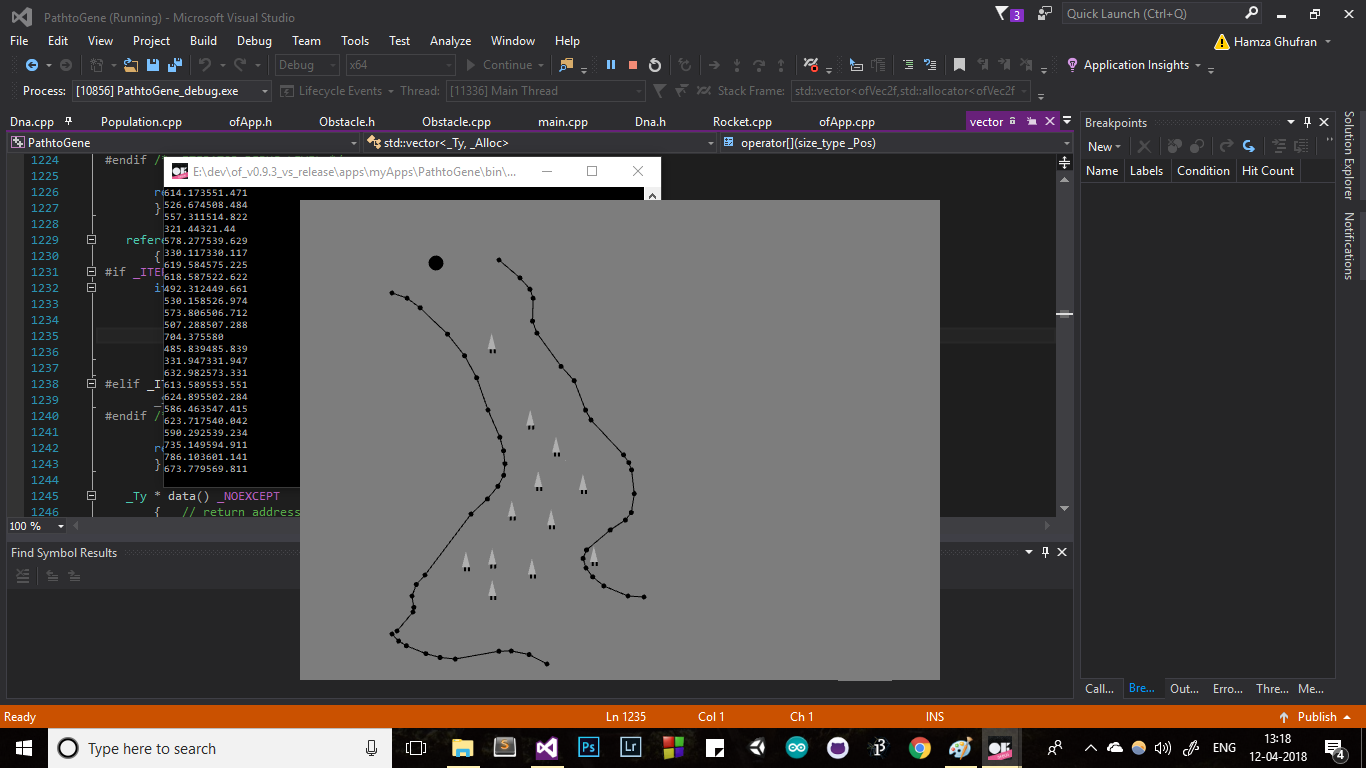 PathtoGene (Running) - Microsoft Visual Studio
3
Quick Launch (Ctrl+Q)
File Edit View Project Build Debug Team Tools Test Analyze Window Help
Hamza Ghufran
Debug x64 Continue Application Insights
Process: [10856] PathtoGene_debug.exe Lifecycle Events Thread: [11336] Main Thread Stack Frame: std::vector<ofVec2f,std::allocator<ofVec2f
Dna.cpp Population.cpp ofApp.h Obstacle.h Obstacle.cpp main.cpp Dna.h Rocket.cpp ofApp.cpp vector
PathtoGene std::vector<_Ty, _Alloc> operator[](size_type _Pos)
E:\dev\of_v0.9.3_vs_release\apps\myApps\PathtoGene\bin\...
1224 #endif /*
1225
1226 re
1227 }
1228
1229 refere
1230 {
1231 #if _ITE
1232 i
1233
1234
1235
1236
1237
1238 #elif _I
1239
1240 #endif /*
1241
1242 re
1243 }
1244
1245 _Ty * data() _NOEXCEPT
1246 { // return address
614.173551.471
526.674508.484
557.311514.822
321.44321.44
578.277539.629
330.117330.117
619.584575.225
618.587522.622
492.312449.661
530.158526.974
573.806506.712
507.288507.288
704.375580
485.839485.839
331.947331.947
632.982573.331
613.589553.551
624.895502.284
586.463547.415
623.717540.042
590.292539.234
735.149594.911
786.103601.141
673.779569.811
100 %
Find Symbol Results
Breakpoints
New
Name Labels Condition Hit Count
Solution Explorer
Notifications
Call... Bre... Out... Erro... Thre... Me...
Ready Ln 1235 Col 1 Ch 1 INS Publish
Type here to search
Ps
Lr
ENG
13:18
12-04-2018
4